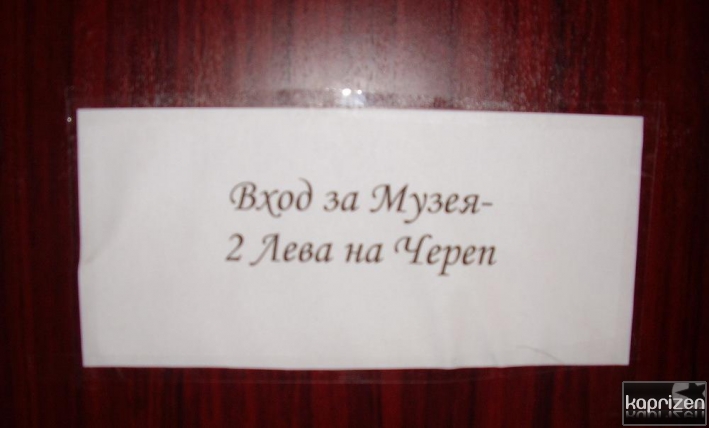 Вход за Музея-
2 Лева на Череп
kaprizen